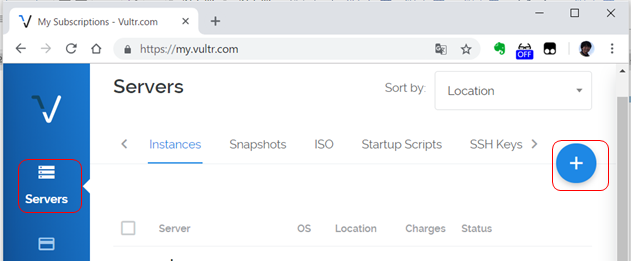 My Subscriptions - Vultr.com
https://my.vultr.com
OFF
Servers
Sort by:
Location
Instances
Snapshots
ISO
Startup Scripts
SSH Keys
Servers
Server
OS
Location
Charges
Status